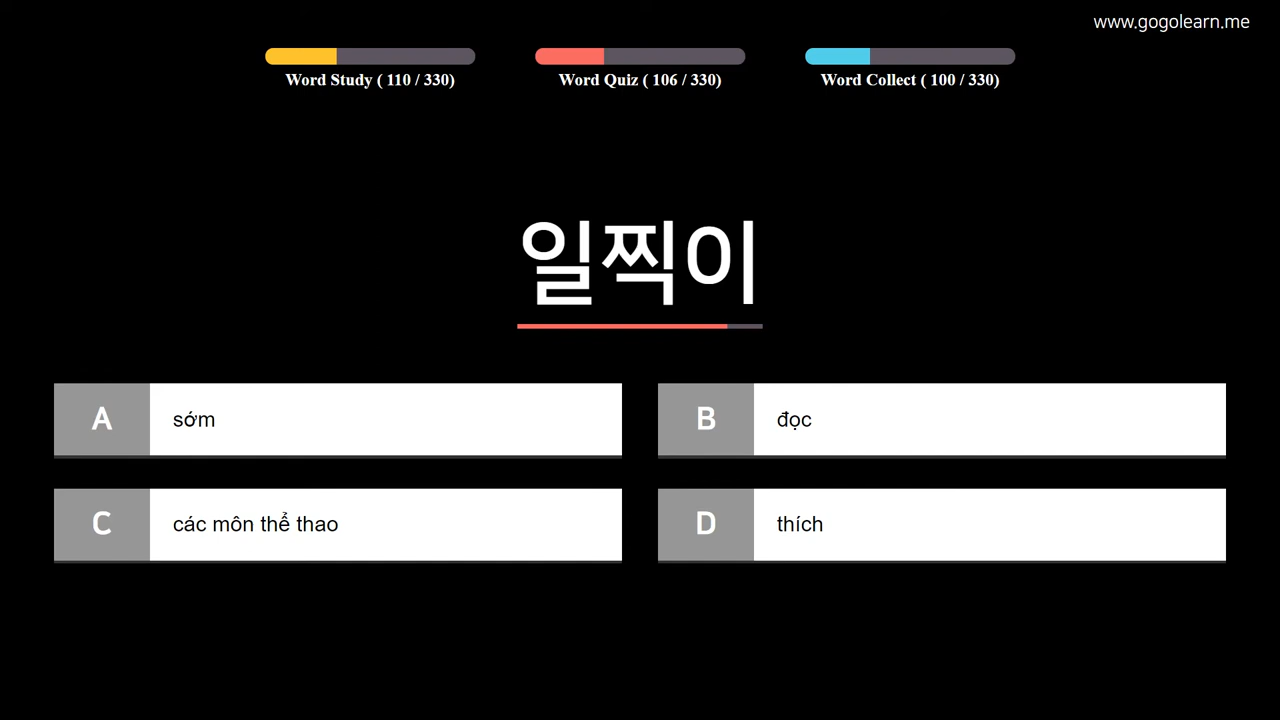 www.gogolearn.me
Word Study ( 110 / 330)
Word Quiz ( 106 / 330)
Word Collect ( 100 / 330)
일찍이
A sớm
B đọc
C các môn thể thao
D thích